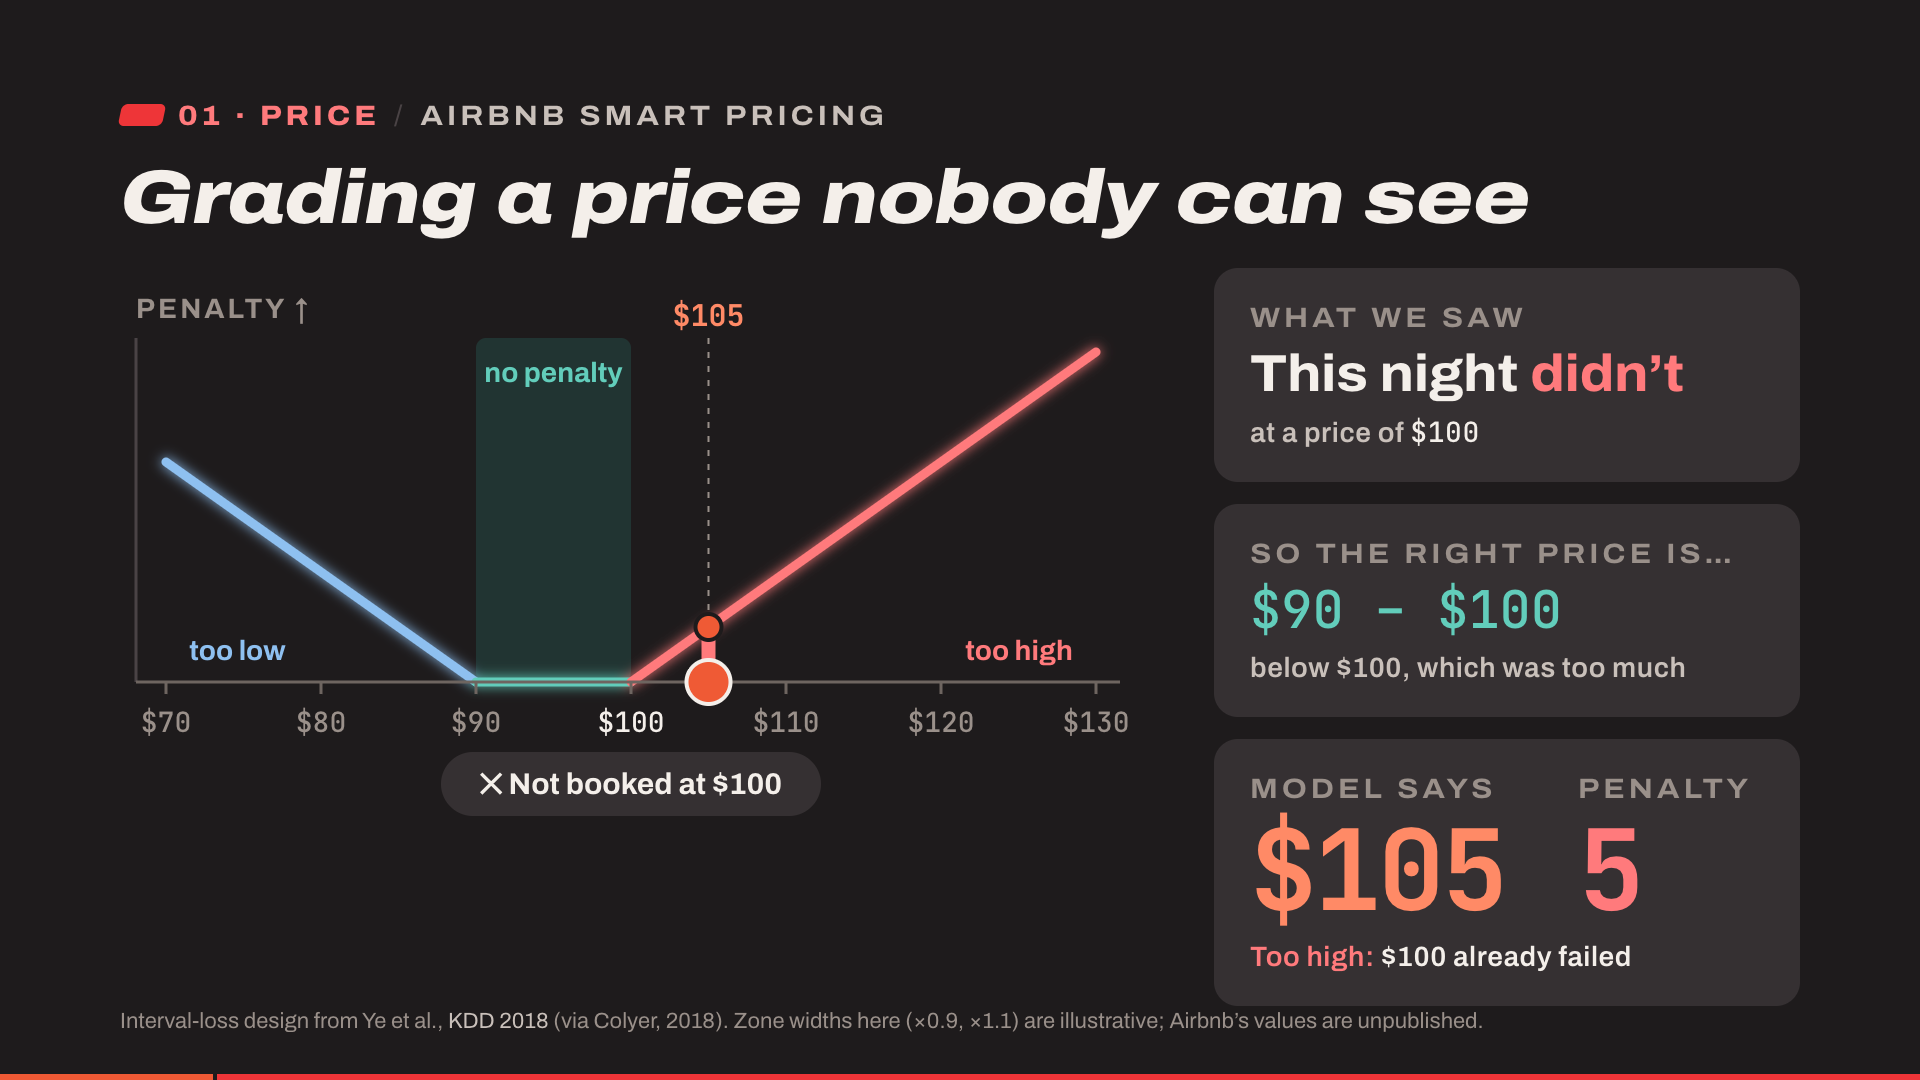 01 · PRICE / AIRBNB SMART PRICING
Grading a price nobody can see
PENALTY ↑
$105
no penalty
too low
too high
$70 $80 $90 $100 $110 $120 $130
✕ Not booked at $100
WHAT WE SAW
This night didn’t
at a price of $100
SO THE RIGHT PRICE IS…
$90 – $100
below $100, which was too much
MODEL SAYS PENALTY
$105 5
Too high: $100 already failed
Interval-loss design from Ye et al., KDD 2018 (via Colyer, 2018). Zone widths here (×0.9, ×1.1) are illustrative; Airbnb’s values are unpublished.